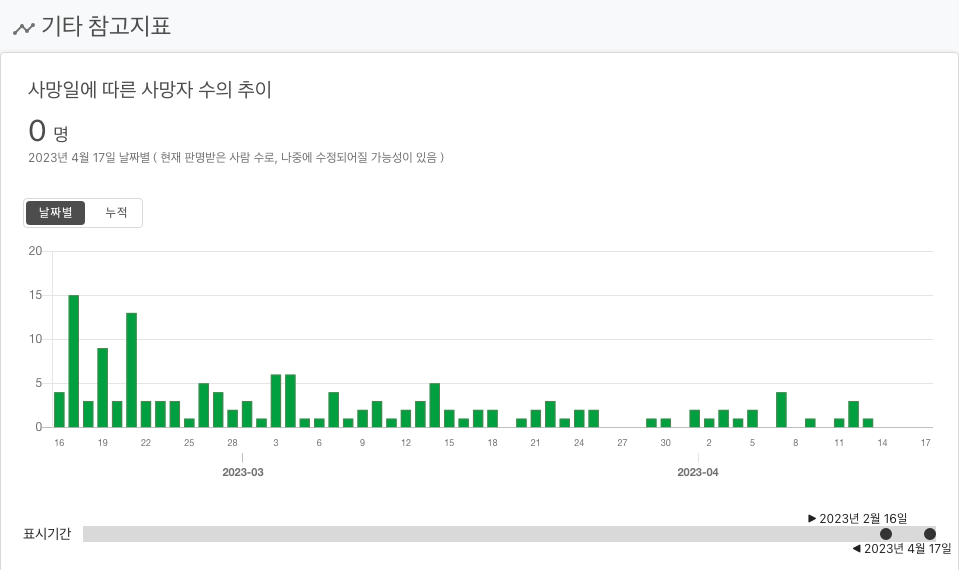 기타 참고지표
사망일에 따른 사망자 수의 추이
0 명
2023년 4월 17일 날짜별 ( 현재 판명받은 사람 수로, 나중에 수정되어질 가능성이 있음 )
날짜별 누적
20
15
10
5
0
16 19 22 25 28 3 6 9 12 15 18 21 24 27 30 2 5 8 11 14 17
2023-03 2023-04
▶ 2023년 2월 16일
표시기간
◀ 2023년 4월 17일